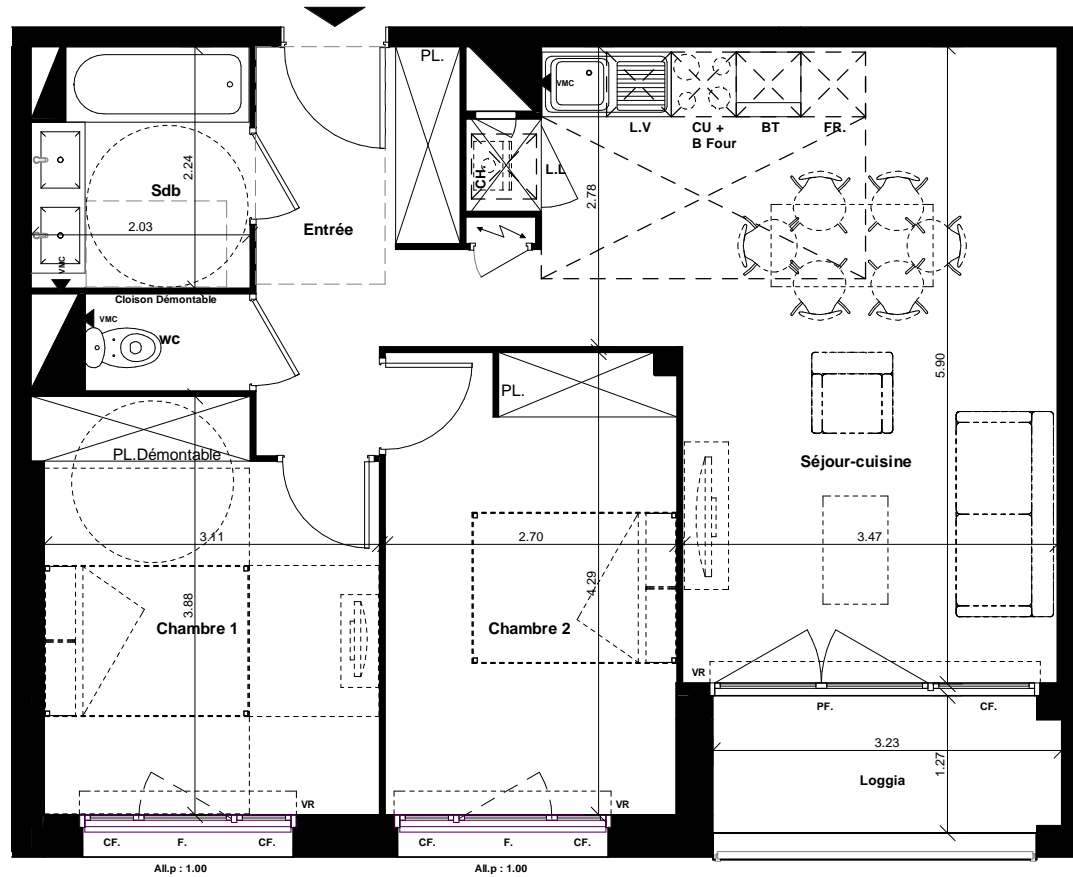 PL.
VMC
L.V
CU +
B Four
BT
FR.
2.24
Sdb
2.03
VMC
Entrée
CH.
L.L
2.78
Cloison Démontable
VMC
wc
5.90
PL.
PL.Démontable
Séjour-cuisine
3.11
2.70
3.47
3.88
4.29
Chambre 1
Chambre 2
VR
PF.
CF.
3.23
1.27
Loggia
VR
VR
CF.
F.
CF.
CF.
F.
CF.
All.p : 1.00
All.p : 1.00